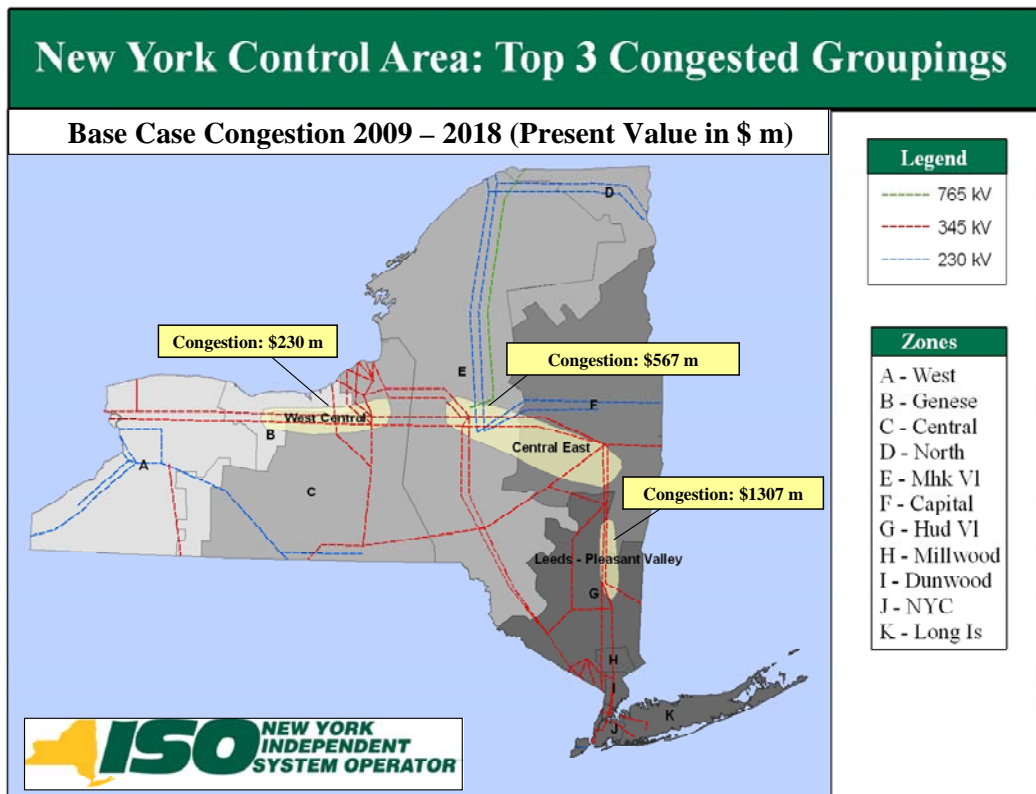 New York Control Area: Top 3 Congested Groupings
Base Case Congestion 2009 – 2018 (Present Value in $ m)
Legend
765 kV
345 kV
230 kV
Zones
A - West
B - Genese
C - Central
D - North
E - Mhk Vl
F - Capital
G - Hud Vl
H - Millwood
I - Dunwood
J - NYC
K - Long Is
D
Congestion: $230 m
Congestion: $567 m
E
F
West Central
B
Central East
A
C
Congestion: $1307 m
Leeds - Pleasant Valley
G
H
I
K
J
ISO NEW YORK
INDEPENDENT
SYSTEM OPERATOR